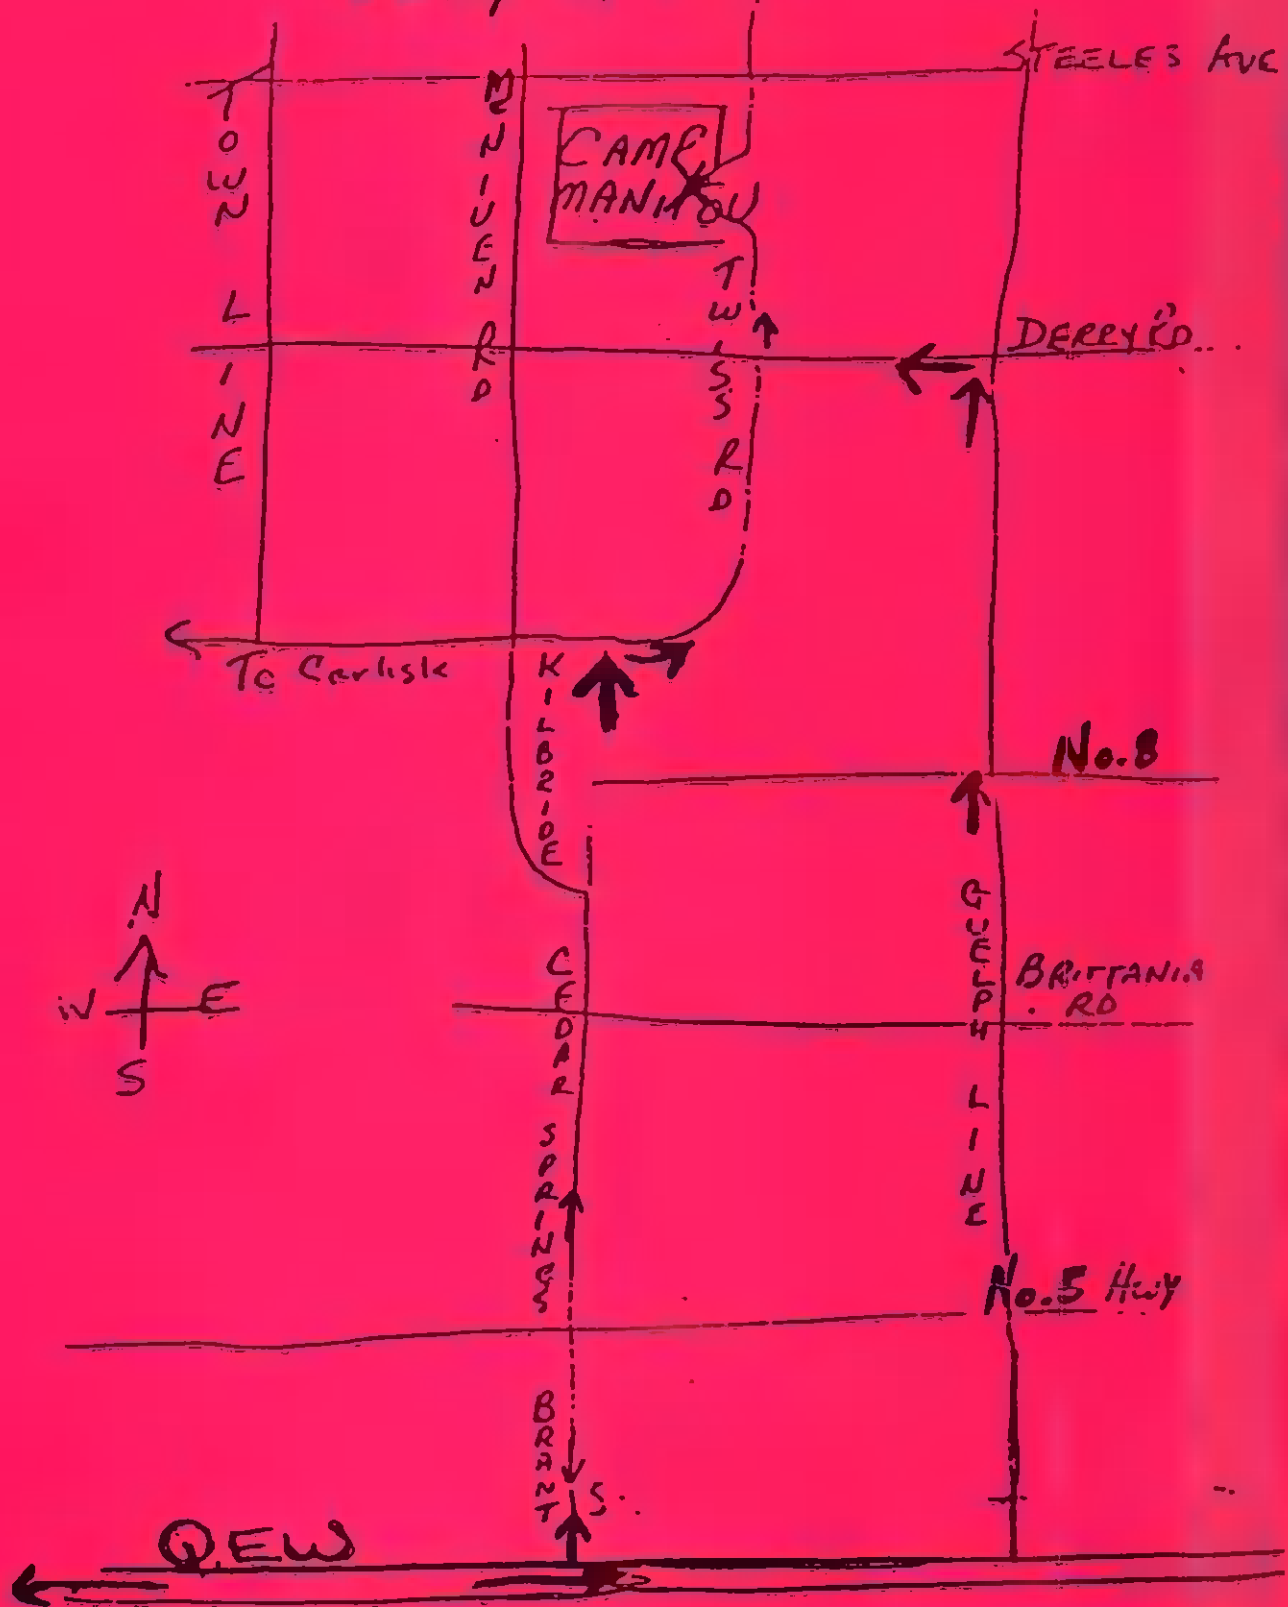 STEELES AVE
TOWN LINE
MENIVEN RD
CAMP
MANITOU
TWISS RD
DERRY RD...
To Carlisle
KILBRIDE
No. 8
N
W E
S
CEDAR SPRINGS
GUELPH LINE
BRITTANIA
RD
No.5 Hwy
BRANT
S.
Q.E.W